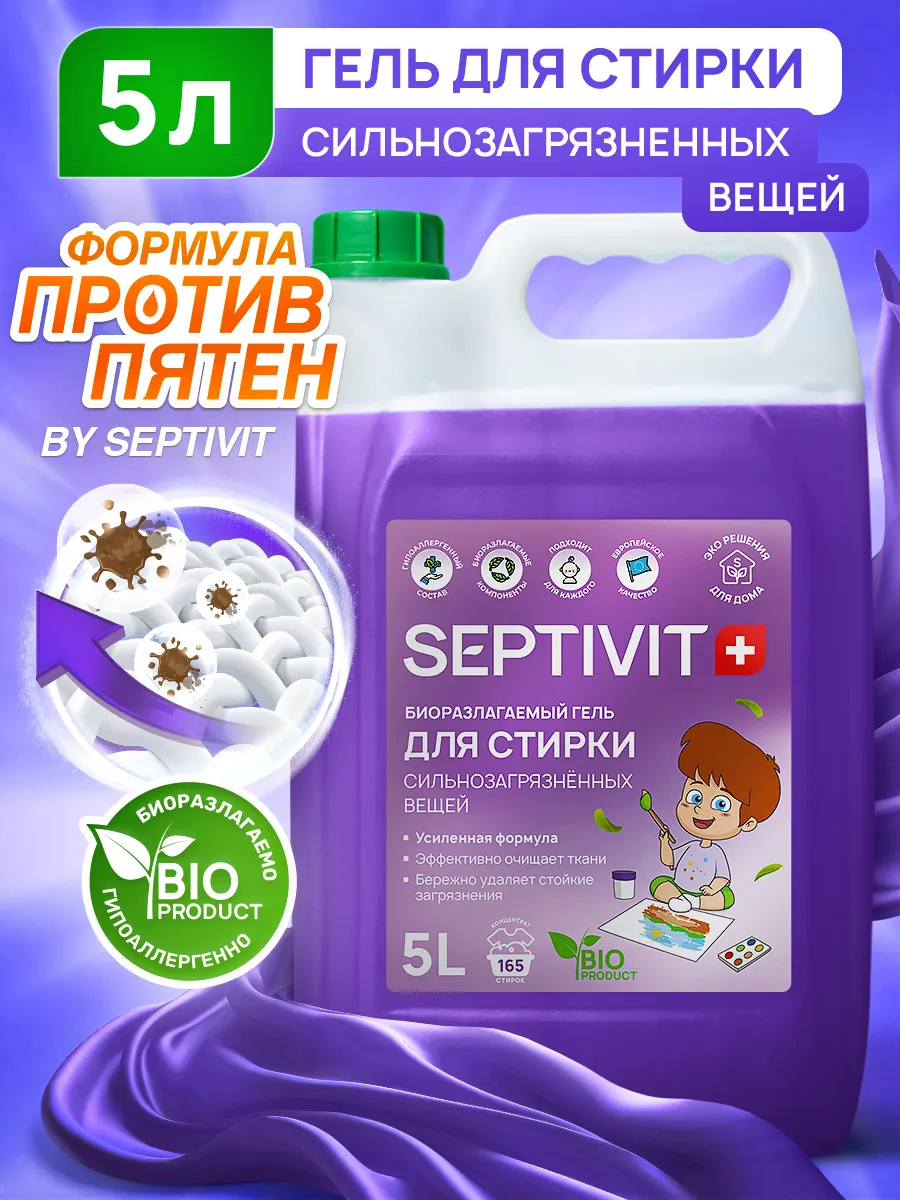 5л
ГЕЛЬ ДЛЯ СТИРКИ
СИЛЬНОЗАГРЯЗНЕННЫХ
ВЕЩЕЙ
ФОРМУЛА
ПРОТИВ
ПЯТЕН
BY SEPTIVIT
ГИПОАЛЛЕРГЕННЫЙ
СОСТАВ
БИОРАЗЛАГАЕМЫЕ
КОМПОНЕНТЫ
ПОДХОДИТ
ДЛЯ КАЖДОГО
ЕВРОПЕЙСКОЕ
КАЧЕСТВО
ЭКО РЕШЕНИЯ
ДЛЯ ДОМА
SEPTIVIT
БИОРАЗЛАГАЕМЫЙ ГЕЛЬ
ДЛЯ СТИРКИ
СИЛЬНОЗАГРЯЗНЁННЫХ
ВЕЩЕЙ
• Усиленная формула
• Эффективно очищает ткани
• Бережно удаляет стойкие
загрязнения
5L
КОНЦЕНТРАТ
165
СТИРОК
BIO
PRODUCT
БИОРАЗЛАГАЕМО
BIO
PRODUCT
ГИПОАЛЛЕРГЕННО